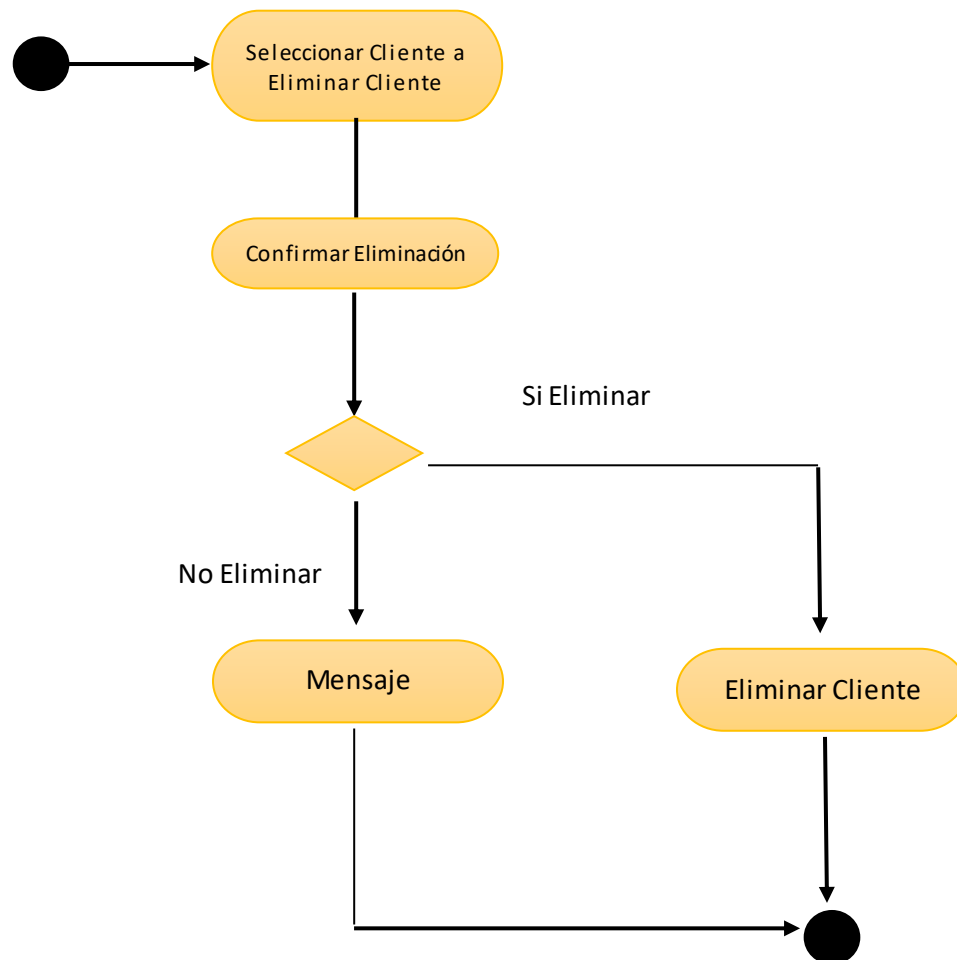 Seleccionar Cliente a
Eliminar Cliente
Confirmar Eliminación
Si Eliminar
No Eliminar
Mensaje
Eliminar Cliente